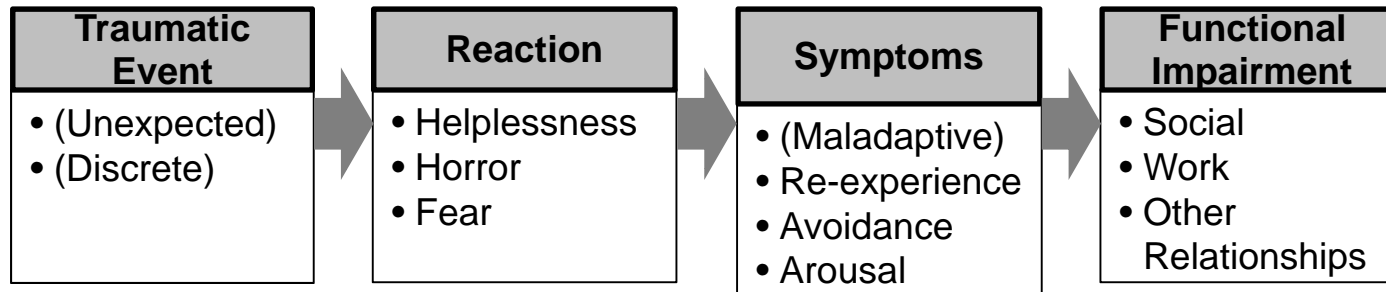 Traumatic
Event
• (Unexpected)
• (Discrete)
Reaction
• Helplessness
• Horror
• Fear
Symptoms
• (Maladaptive)
• Re-experience
• Avoidance
• Arousal
Functional
Impairment
• Social
• Work
• Other
Relationships